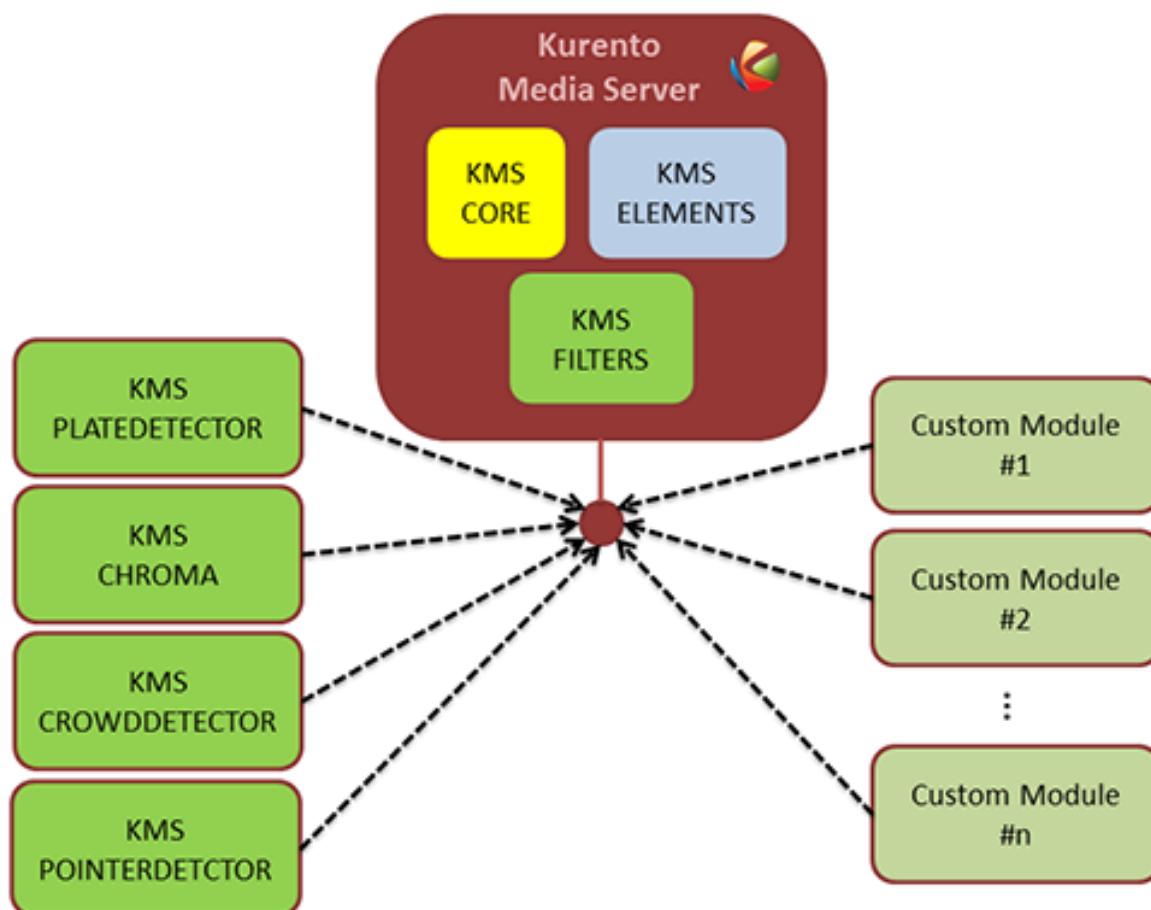 Kurento
Media Server
KMS
CORE
KMS
ELEMENTS
KMS
FILTERS
KMS
PLATEDETECTOR
KMS
CHROMA
KMS
CROWDDETECTOR
KMS
POINTERDETCTOR
Custom Module
#1
Custom Module
#2
...
Custom Module
#n